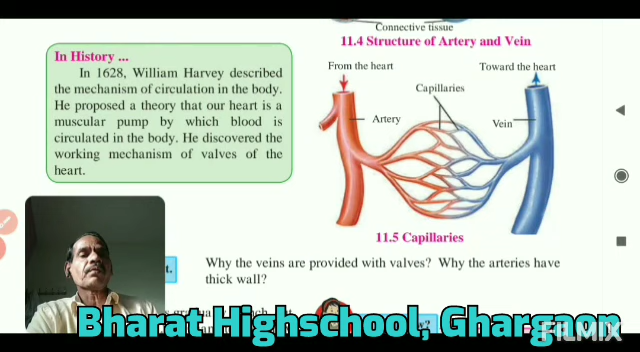 Connective tissue
11.4 Structure of Artery and Vein
In History ...
In 1628, William Harvey described
the mechanism of circulation in the body.
He proposed a theory that our heart is a
muscular pump by which blood is
circulated in the body. He discovered the
working mechanism of valves of the
heart.
From the heart
Toward the heart
Capillaries
Artery
Vein
11.5 Capillaries
t.
Why the veins are provided with valves? Why the arteries have
thick wall?
Bharat Highschool, Ghargaon
FILMIX